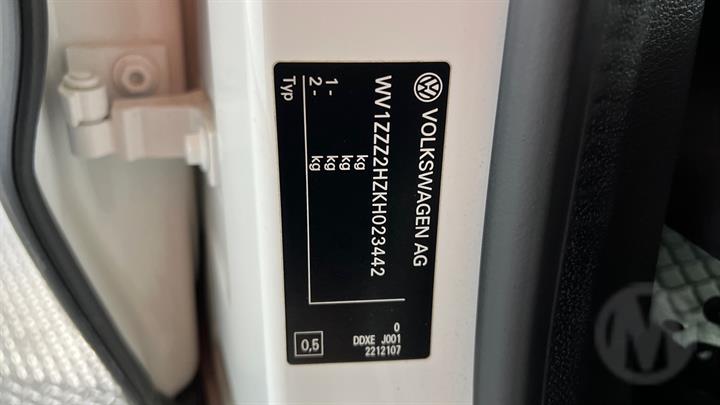 VOLKSWAGEN AG
WV1ZZZ2HZKH023442
kg
kg
1- kg
2- kg
Typ
0
DDXE J001
2212107
0,5
M